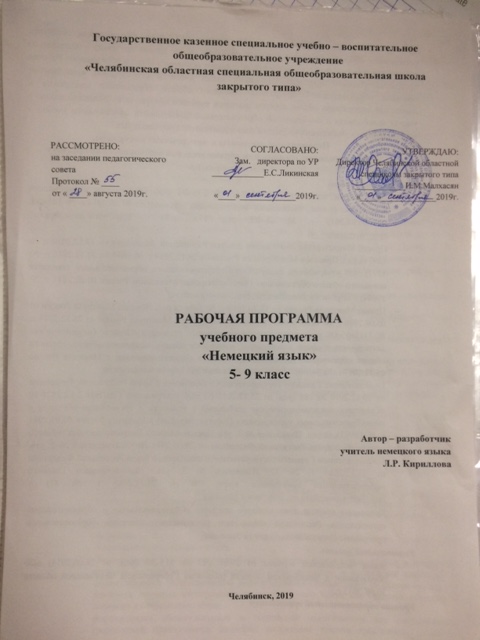 Государственное казенное специальное учебно – воспитательное
общеобразовательное учреждение
«Челябинская областная специальная общеобразовательная школа
закрытого типа»
РАССМОТРЕНО:
на заседании педагогического
совета
Протокол № 55
от « 28 » августа 2019г.
СОГЛАСОВАНО:
Зам. директора по УР
Е.С.Ликинская
« 01 » сентября 2019г.
УТВЕРЖДАЮ:
Директор Челябинской областной
закрытого типа
И.М.Малхасян
« 01 » сентября 2019г.
РАБОЧАЯ ПРОГРАММА
учебного предмета
«Немецкий язык»
5- 9 класс
Автор – разработчик
учитель немецкого языка
Л.Р. Кириллова
Челябинск, 2019